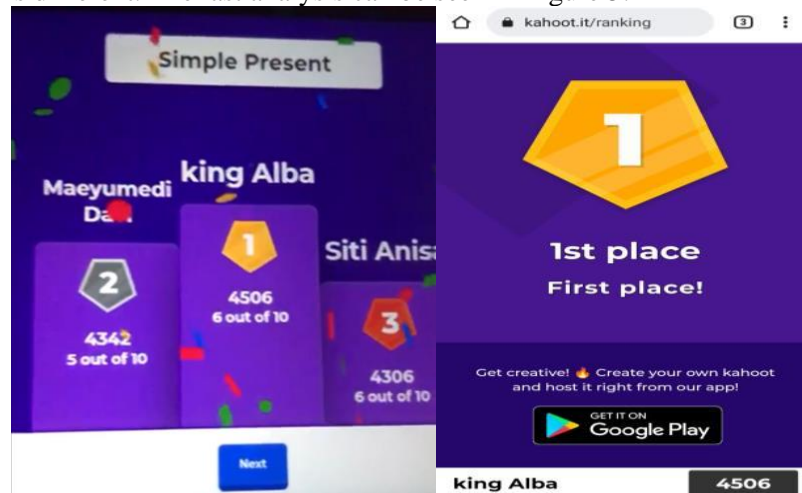 Simple Present
king Alba
Maeyumedi
1
4506
6 out of 10
2
4342
5 out of 10
Siti Anisa
3
4306
6 out of 10
Next
kahoot.it/ranking
3
1
1st place
First place!
Get creative! 🔥 Create your own kahoot
and host it right from our app!
GET IT ON
Google Play
king Alba
4506